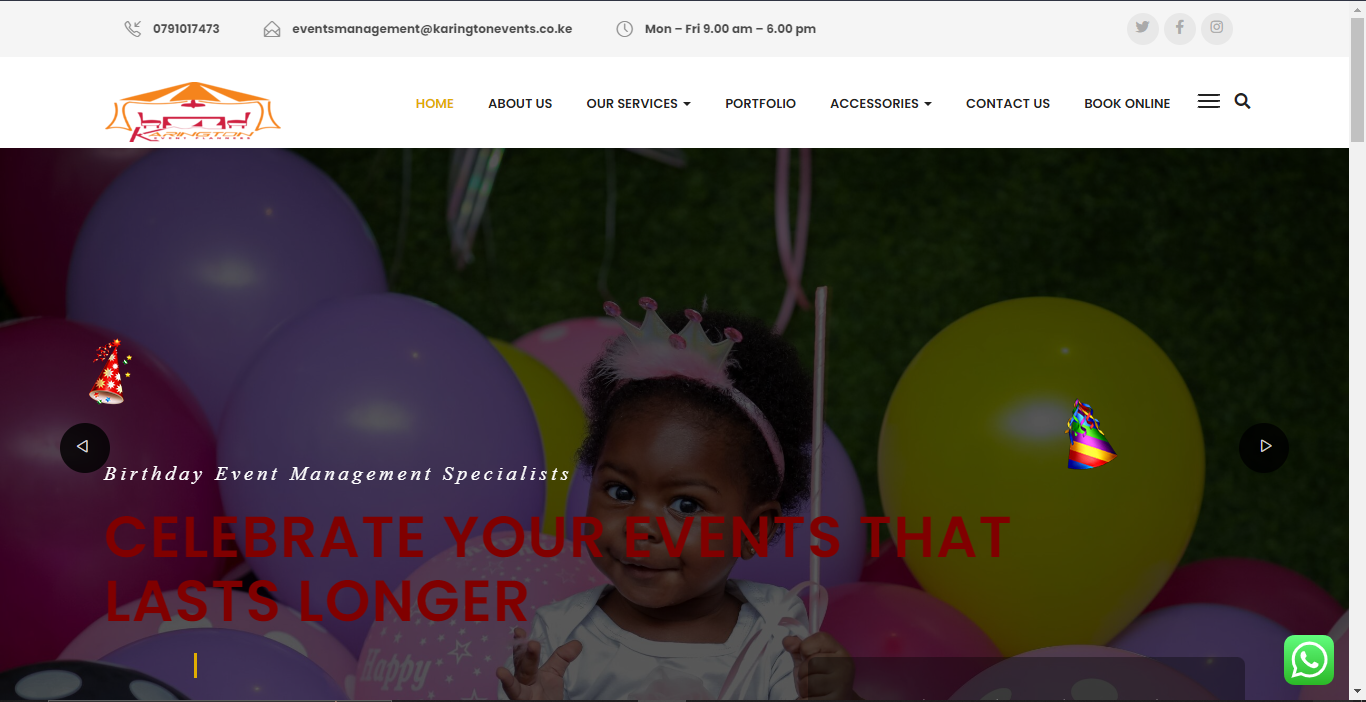 0791017473
eventsmanagement@karingtonevents.co.ke
Mon – Fri 9.00 am – 6.00 pm
KARINGTON
HOME
ABOUT US
OUR SERVICES
PORTFOLIO
ACCESSORIES
CONTACT US
BOOK ONLINE
Birthday Event Management Specialists
CELEBRATE YOUR EVENTS THAT
LASTS LONGER
Happy